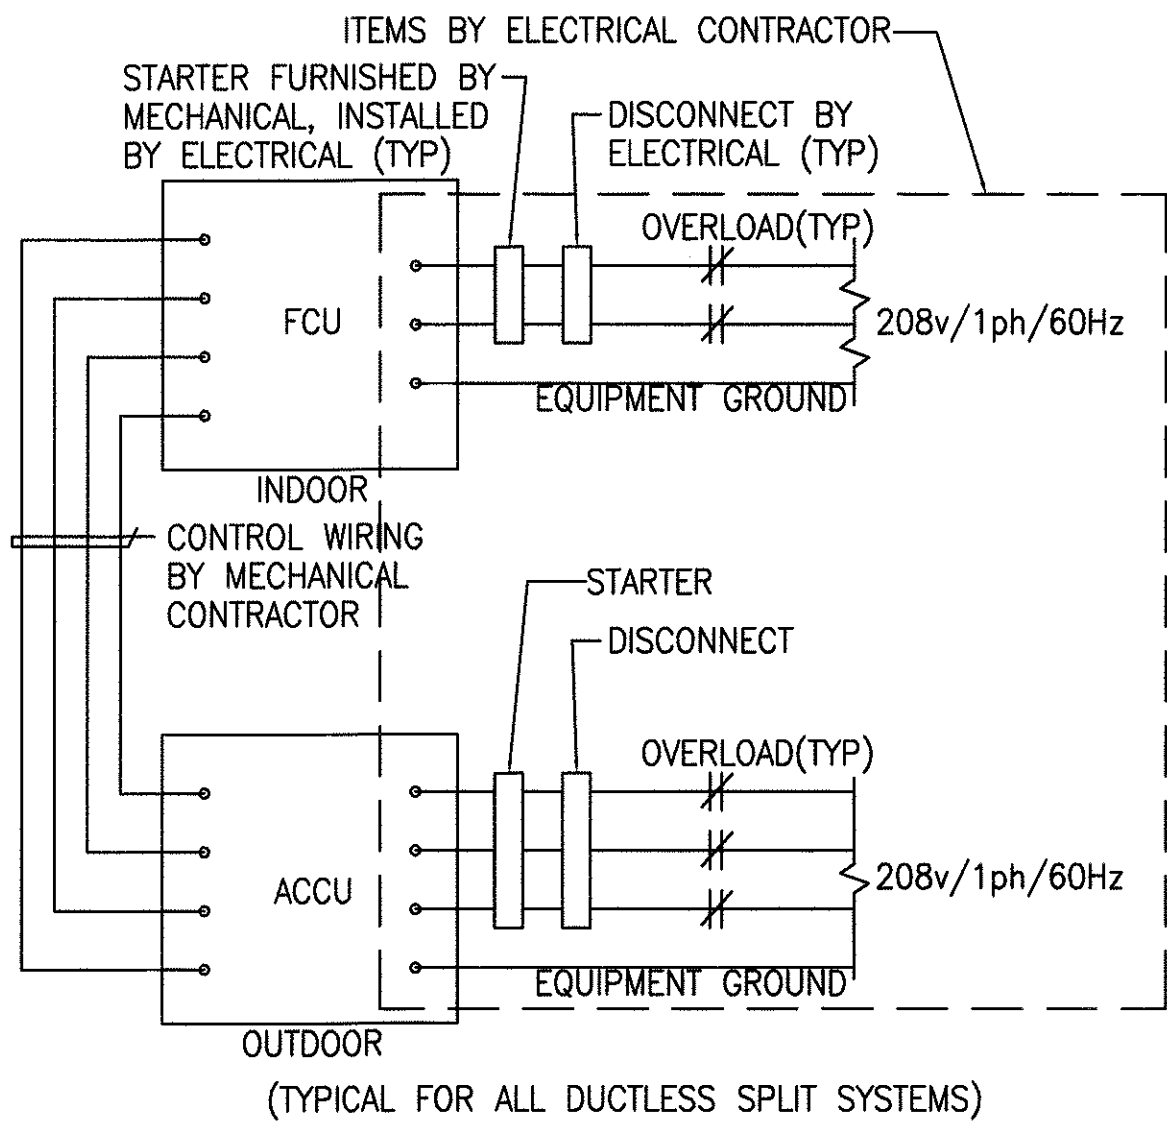 ITEMS BY ELECTRICAL CONTRACTOR
STARTER FURNISHED BY
MECHANICAL, INSTALLED
BY ELECTRICAL (TYP)
DISCONNECT BY
ELECTRICAL (TYP)
OVERLOAD(TYP)
FCU
208v/1ph/60Hz
EQUIPMENT GROUND
INDOOR
CONTROL WIRING
BY MECHANICAL
CONTRACTOR
STARTER
DISCONNECT
OVERLOAD(TYP)
ACCU
208v/1ph/60Hz
EQUIPMENT GROUND
OUTDOOR
(TYPICAL FOR ALL DUCTLESS SPLIT SYSTEMS)